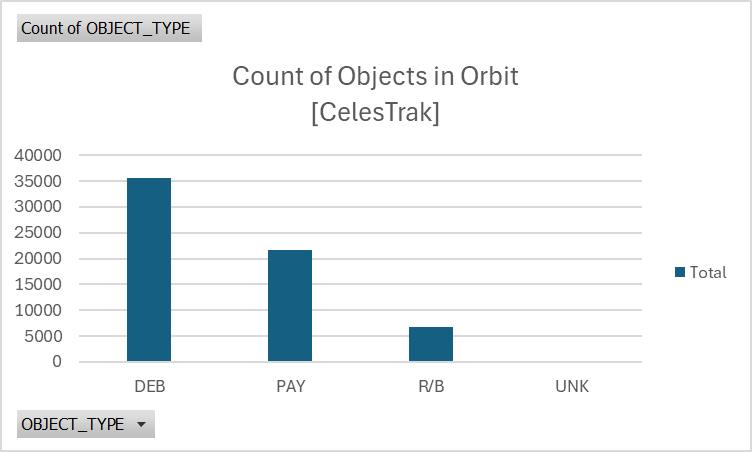 Count of OBJECT_TYPE
Count of Objects in Orbit
[CelesTrak]
40000
35000
30000
25000
20000
15000
10000
5000
0
DEB PAY R/B UNK
Total
OBJECT_TYPE